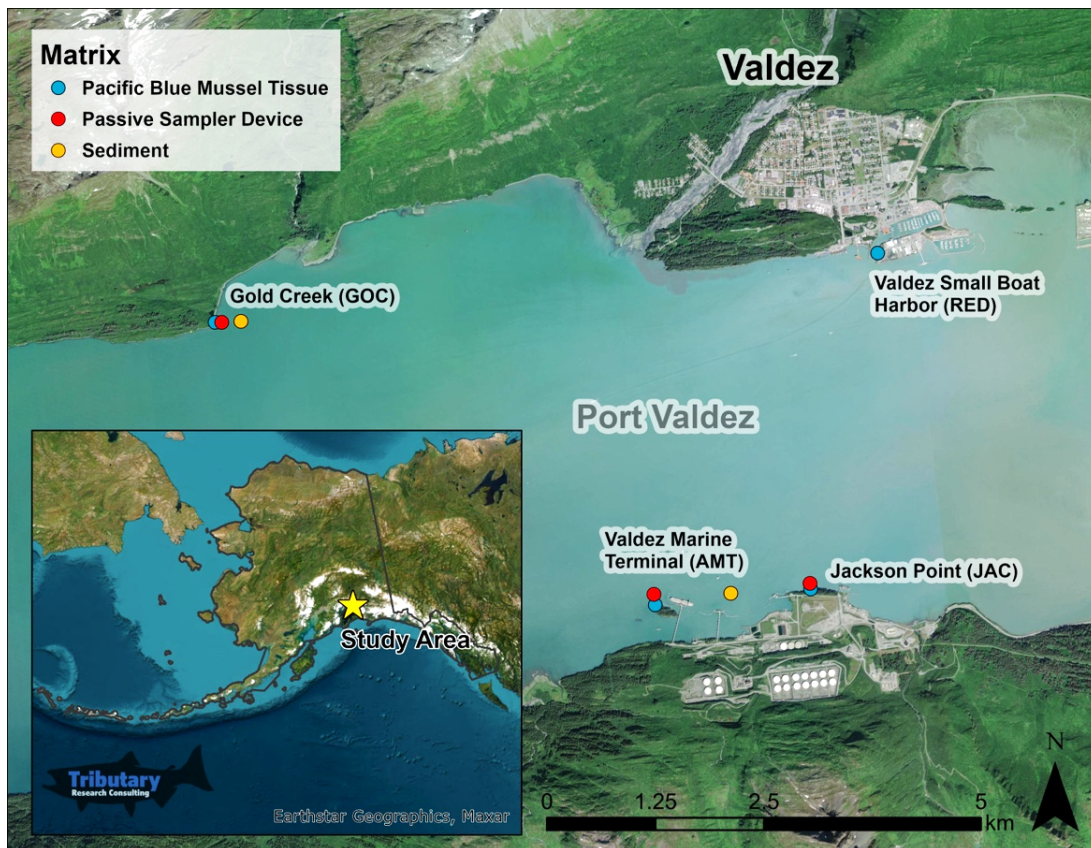 Matrix
Pacific Blue Mussel Tissue
Passive Sampler Device
Sediment
Valdez
Gold Creek (GOC)
Valdez Small Boat
Harbor (RED)
Port Valdez
Valdez Marine
Terminal (AMT)
Jackson Point (JAC)
Study Area
Tributary
Research Consulting
Earthstar Geographics, Maxar
N
0 1.25 2.5 5
km